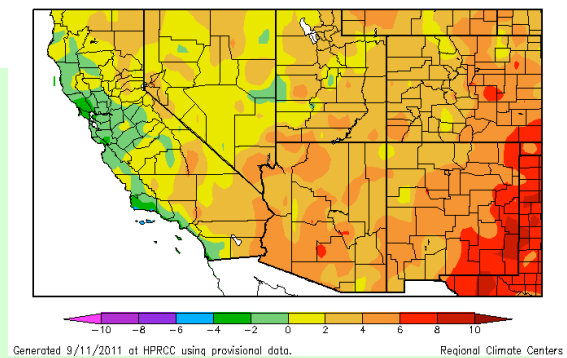 -10 -8 -6 -4 -2 0 2 4 6 8 10
Generated 9/11/2011 at HPRCC using provisional data.
Regional Climate Centers